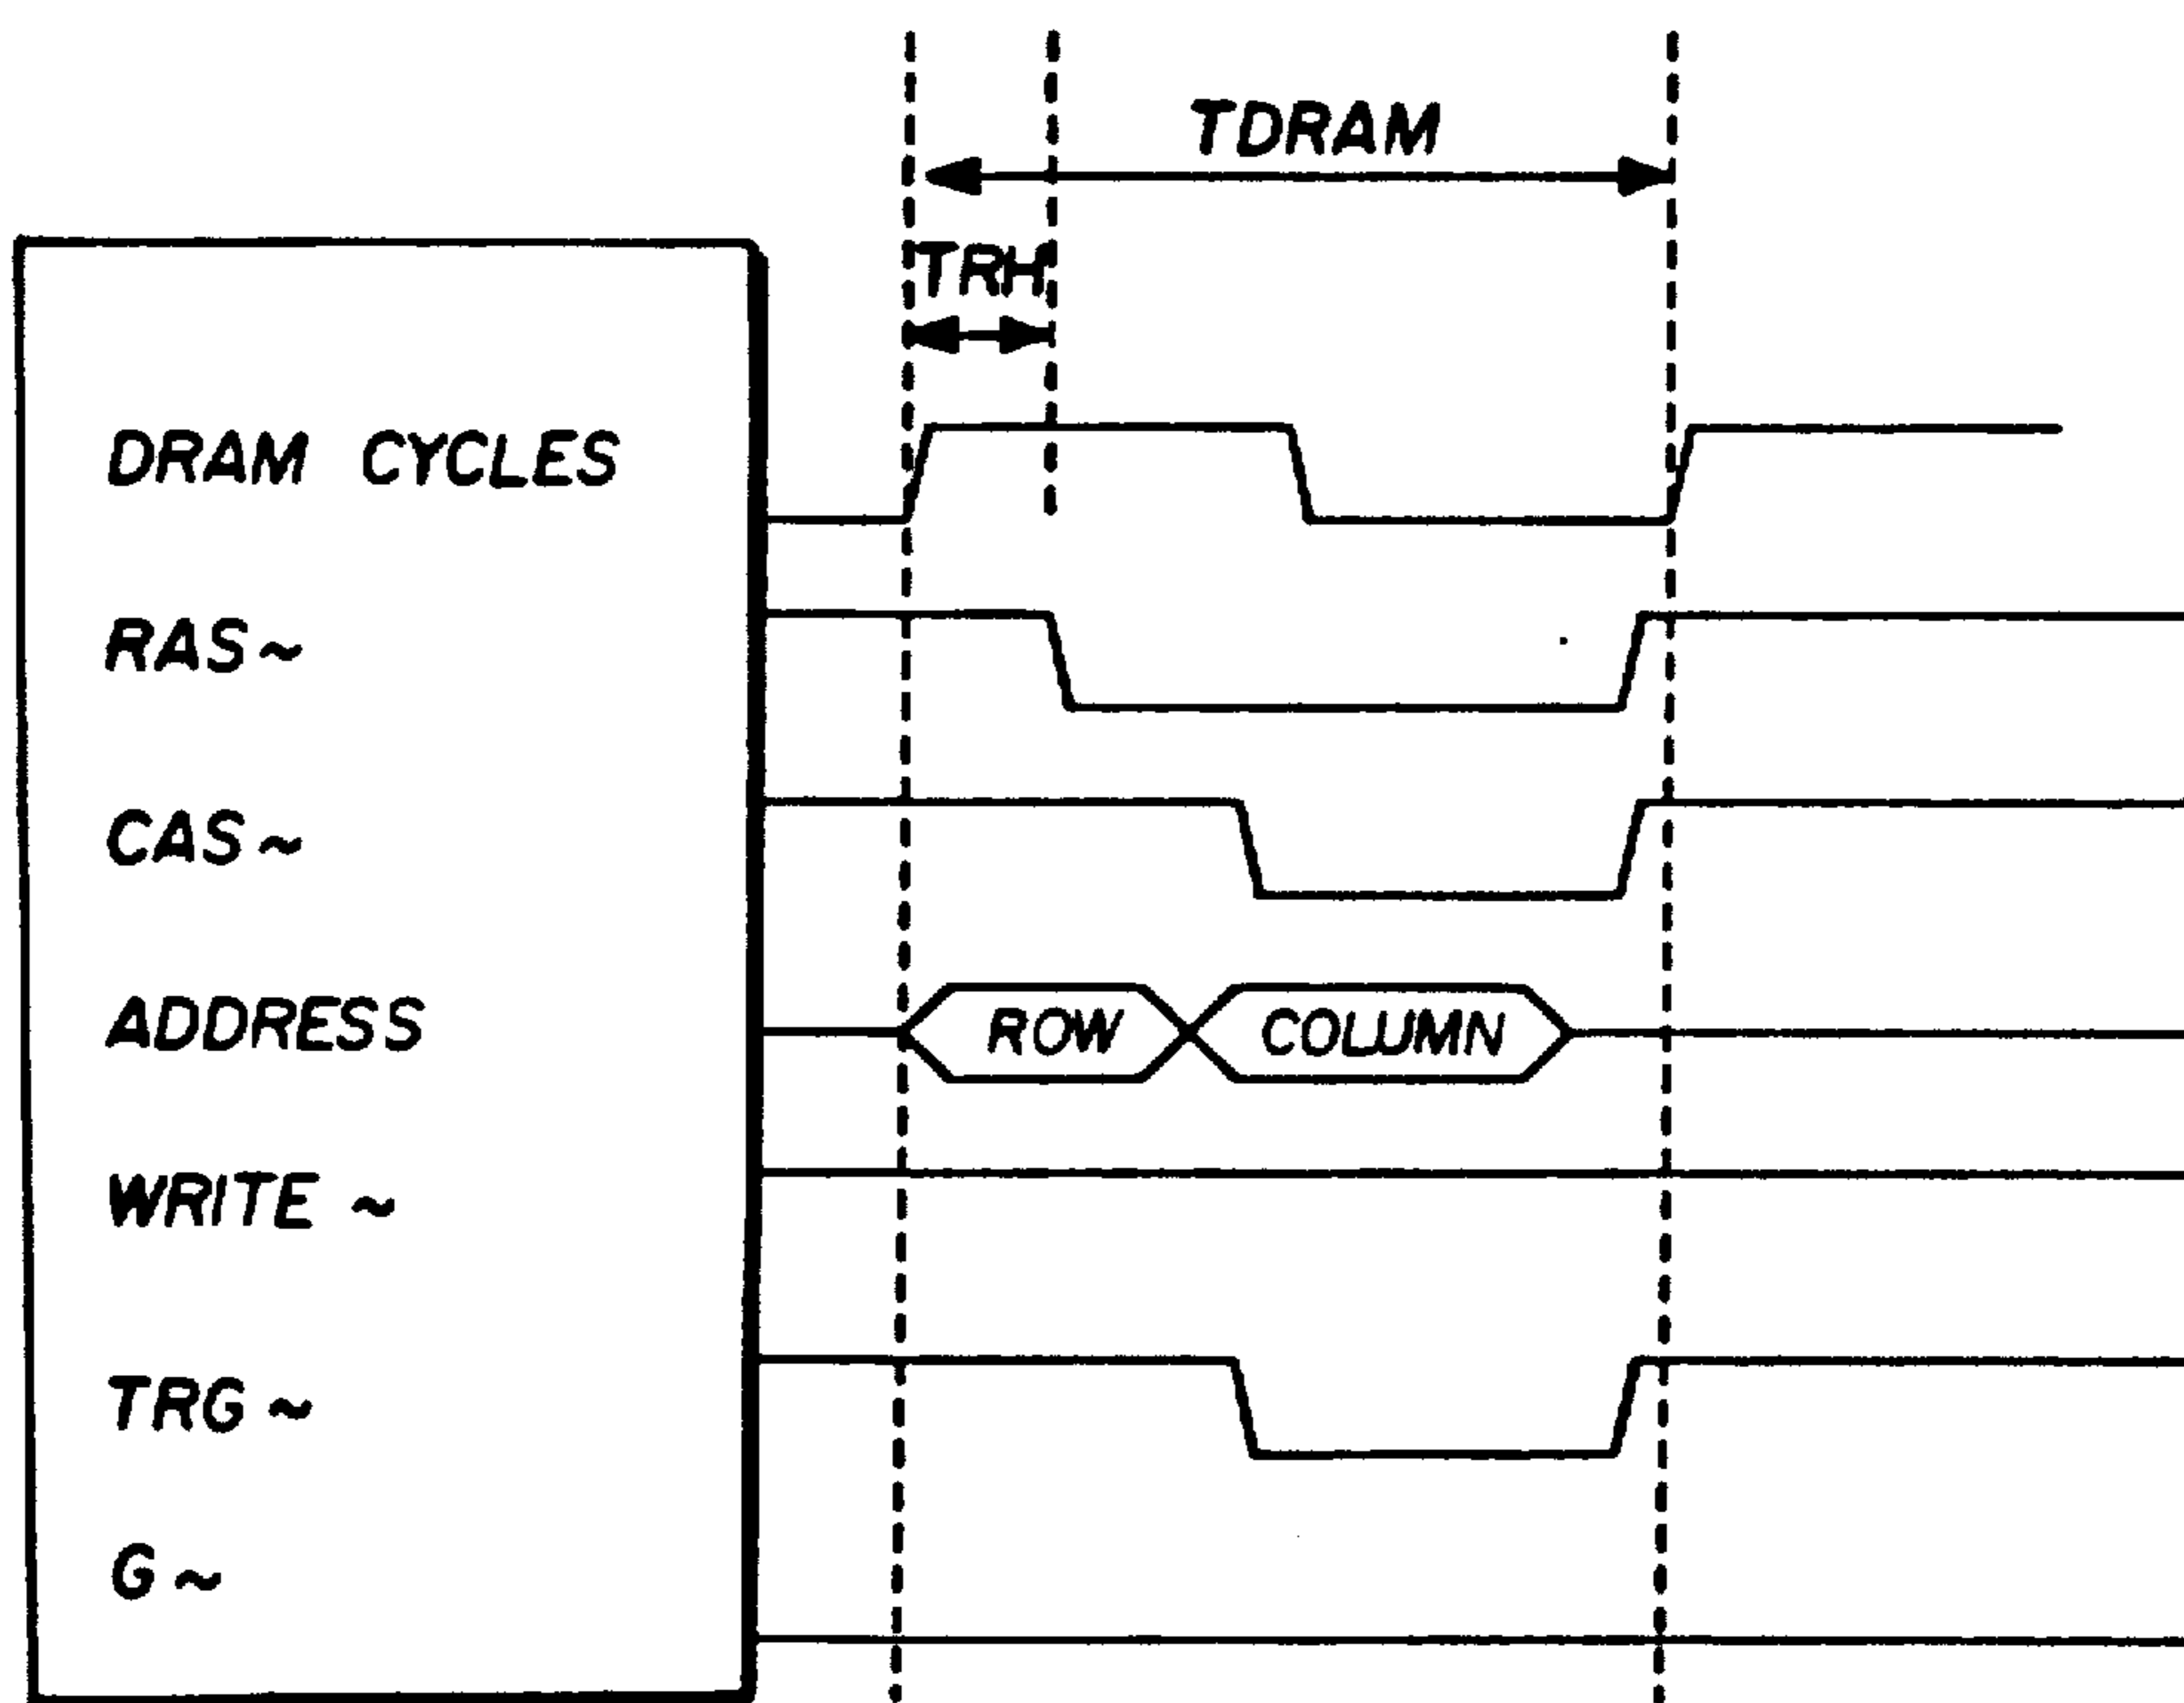 TDRAM
TRH
DRAM CYCLES
RAS~
CAS~
ADDRESS
ROW
COLUMN
WRITE ~
TRG ~
G ~